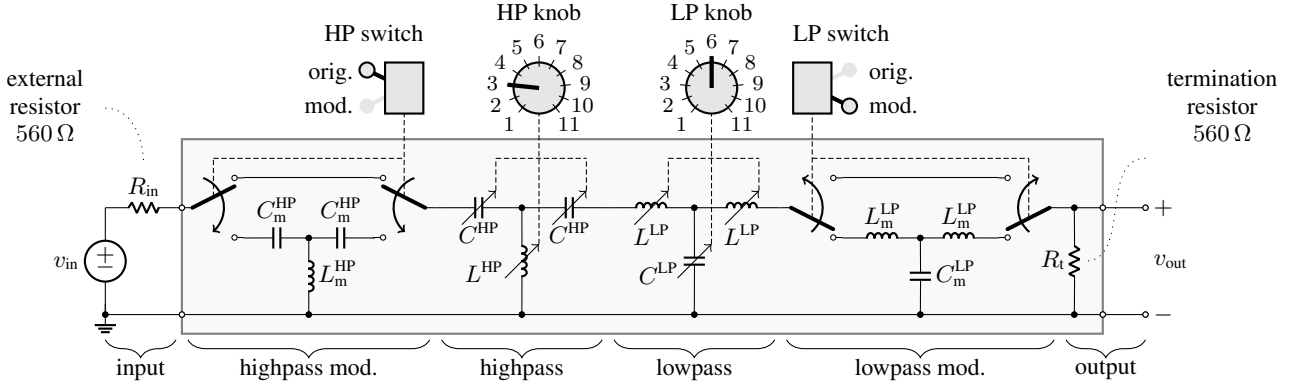 HP switch
orig.
mod.
HP knob
1 2 3 4 5 6 7 8 9 10 11
LP knob
1 2 3 4 5 6 7 8 9 10 11
LP switch
orig.
mod.
external
resistor
560 Ω
termination
resistor
560 Ω
R_in
v_in
C_m^HP
C_m^HP
L_m^HP
C^HP
C^HP
L^HP
L^LP
L^LP
C^LP
L_m^LP
L_m^LP
C_m^LP
R_t
+
v_out
−
input
highpass mod.
highpass
lowpass
lowpass mod.
output